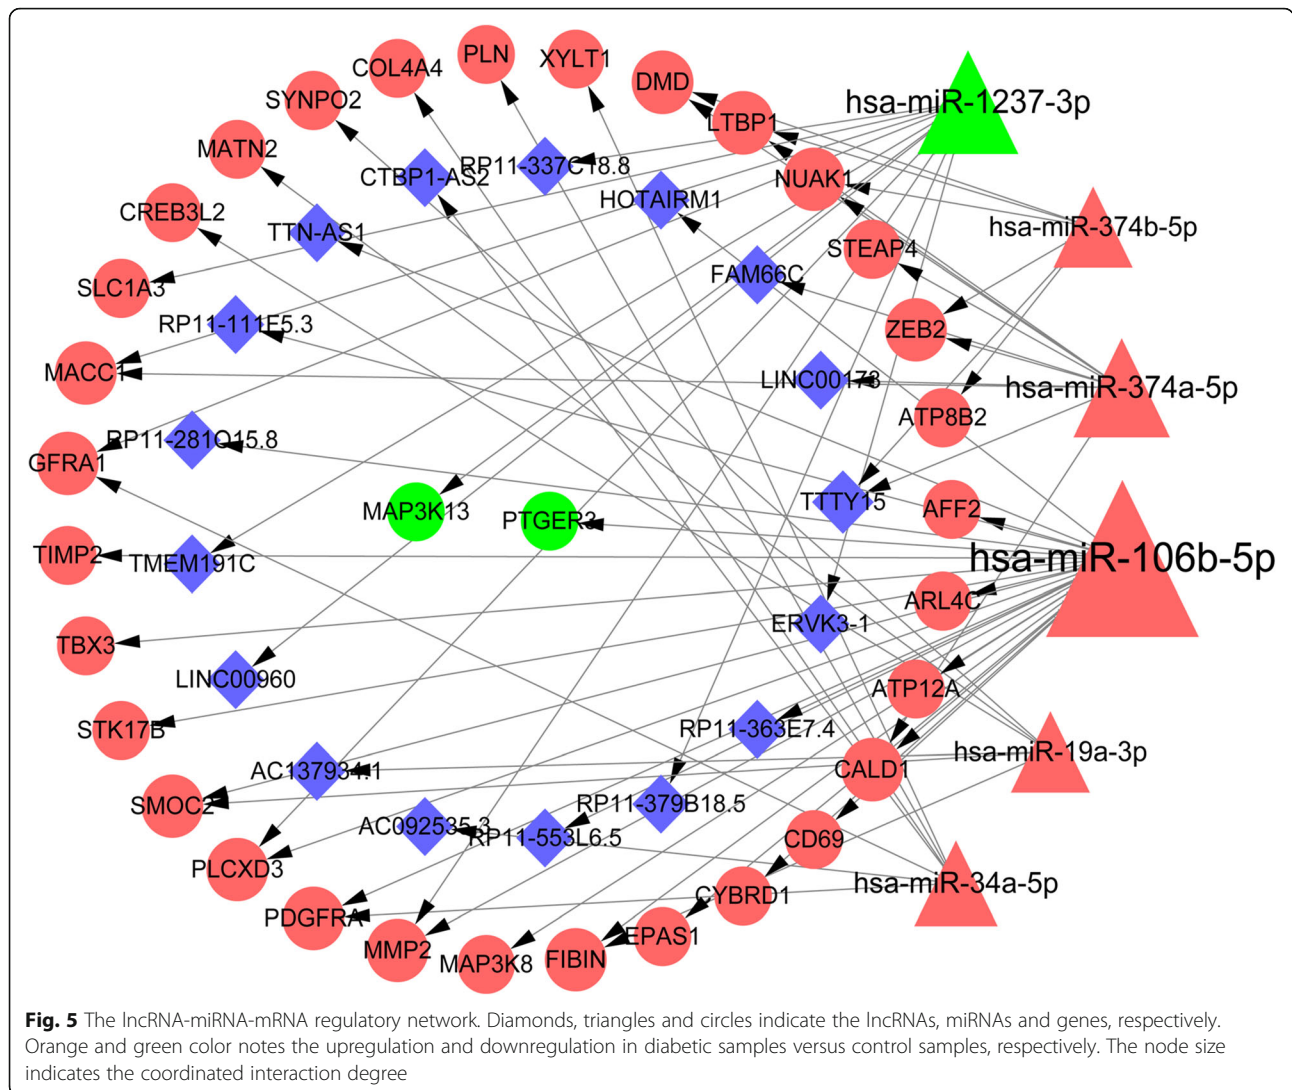 PLN
XYLT1
COL4A4
DMD
SYNPO2
hsa-miR-1237-3p
LTBP1
MATN2
CTBP1-AS2
RP11-337C18.8
NUAK1
HOTAIRM1
CREB3L2
TTN-AS1
hsa-miR-374b-5p
STEAP4
SLC1A3
FAM66C
RP11-111E5.3
ZEB2
MACC1
LINC00173
hsa-miR-374a-5p
ATP8B2
RP11-281O15.8
GFRA1
MAP3K13
PTGER3
TTTY15
AFF2
TIMP2
TMEM191C
hsa-miR-106b-5p
ARL4C
TBX3
ERVK3-1
LINC00960
ATP12A
STK17B
RP11-363E7.4
hsa-miR-19a-3p
AC137934.1
CALD1
SMOC2
RP11-379B18.5
AC092535.3
RP11-553L6.5
CD69
PLCXD3
hsa-miR-34a-5p
CYBRD1
PDGFRA
EPAS1
MMP2
MAP3K8
FIBIN
Fig. 5 The lncRNA-miRNA-mRNA regulatory network. Diamonds, triangles and circles indicate the lncRNAs, miRNAs and genes, respectively.
Orange and green color notes the upregulation and downregulation in diabetic samples versus control samples, respectively. The node size
indicates the coordinated interaction degree